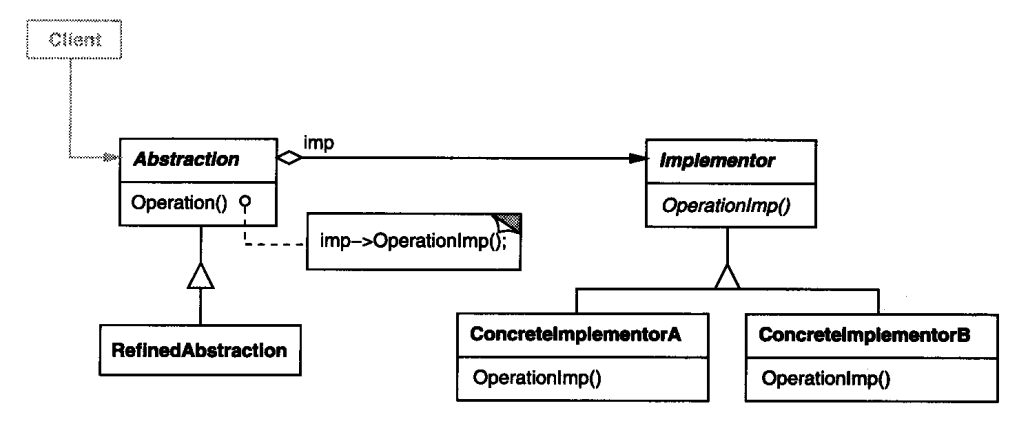 Client
imp
Abstraction
Implementor
Operation()
OperationImp()
imp–>OperationImp();
RefinedAbstraction
ConcreteImplementorA
ConcreteImplementorB
OperationImp()
OperationImp()